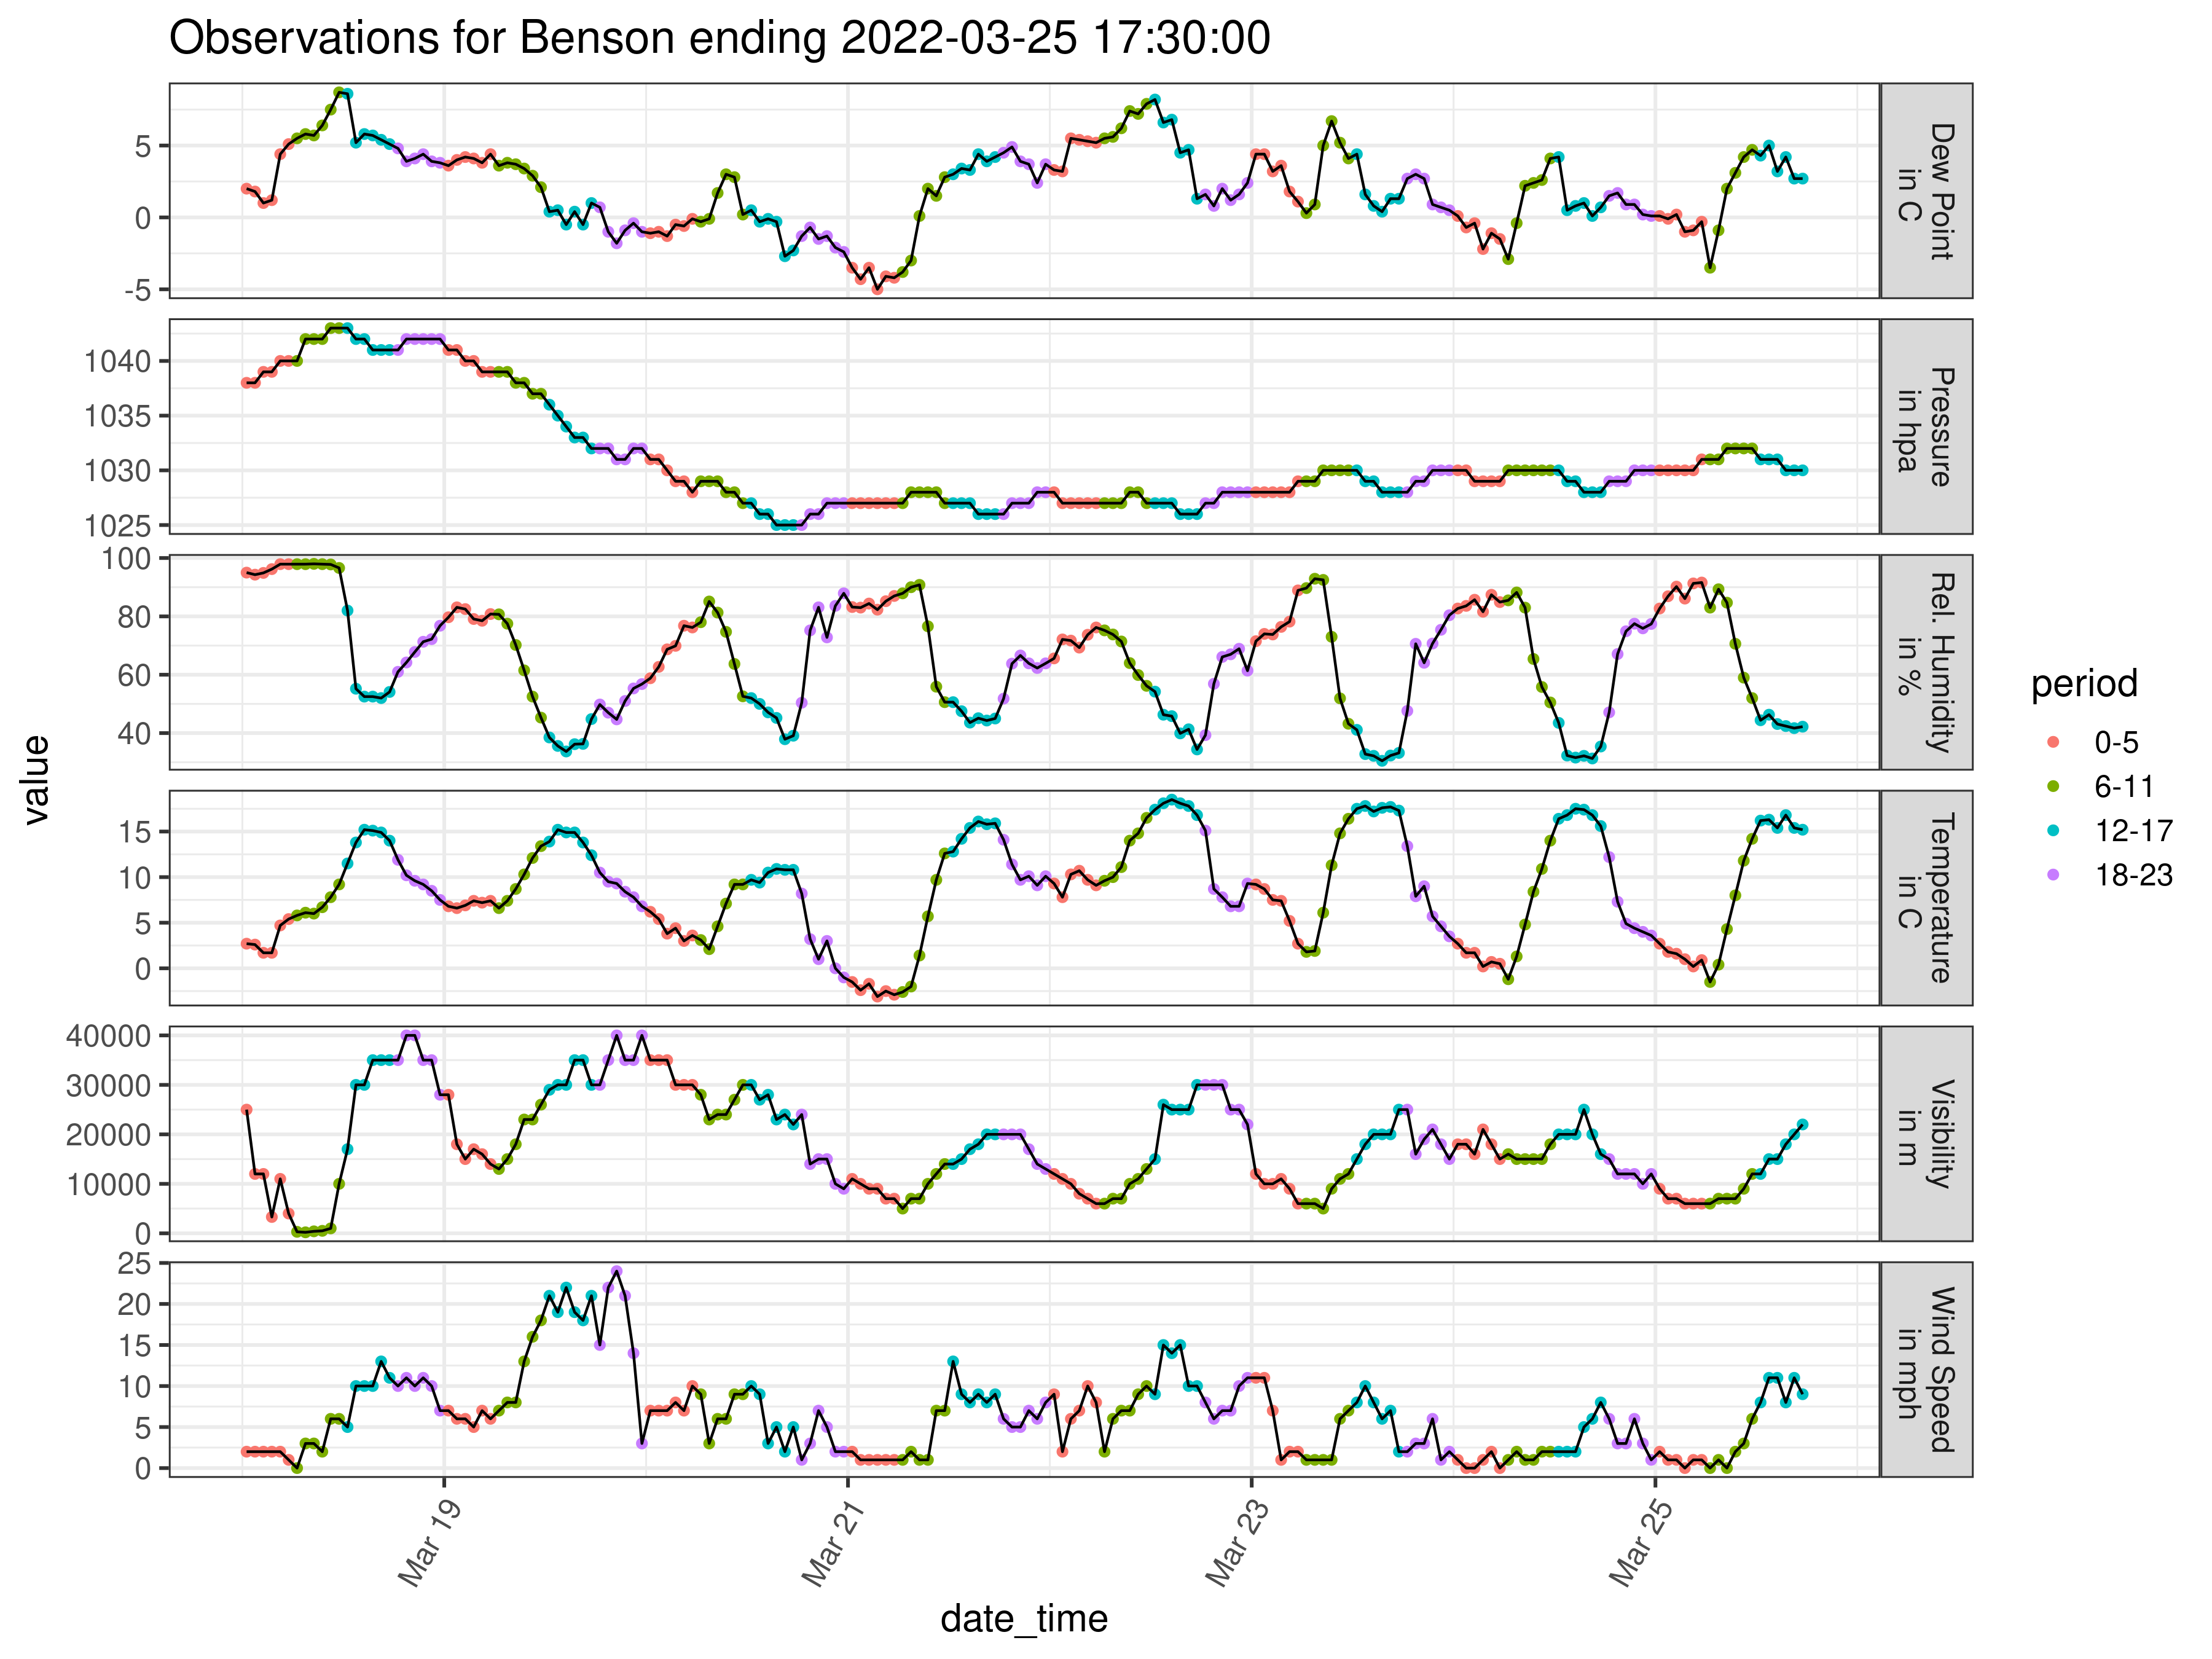 Observations for Benson ending 2022-03-25 17:30:00
value
5
0
-5
Dew Point
in C
1040
1035
1030
1025
Pressure
in hpa
100
80
60
40
Rel. Humidity
in %
15
10
5
0
Temperature
in C
40000
30000
20000
10000
0
Visibility
in m
25
20
15
10
5
0
Wind Speed
in mph
Mar 19
Mar 21
Mar 23
Mar 25
date_time
period
0-5
6-11
12-17
18-23